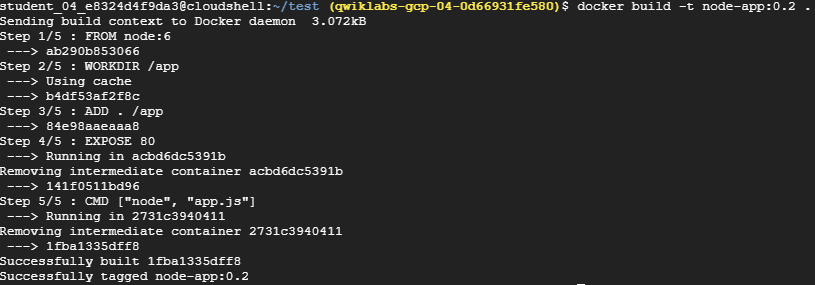 student_04_e8324d4f9da3@cloudshell:~/test (qwiklabs-gcp-04-0d66931fe580)$ docker build -t node-app:0.2 .
Sending build context to Docker daemon  3.072kB
Step 1/5 : FROM node:6
 ---> ab290b853066
Step 2/5 : WORKDIR /app
 ---> Using cache
 ---> b4df53af2f8c
Step 3/5 : ADD . /app
 ---> 84e98aaeaaa8
Step 4/5 : EXPOSE 80
 ---> Running in acbd6dc5391b
Removing intermediate container acbd6dc5391b
 ---> 141f0511bd96
Step 5/5 : CMD ["node", "app.js"]
 ---> Running in 2731c3940411
Removing intermediate container 2731c3940411
 ---> 1fba1335dff8
Successfully built 1fba1335dff8
Successfully tagged node-app:0.2